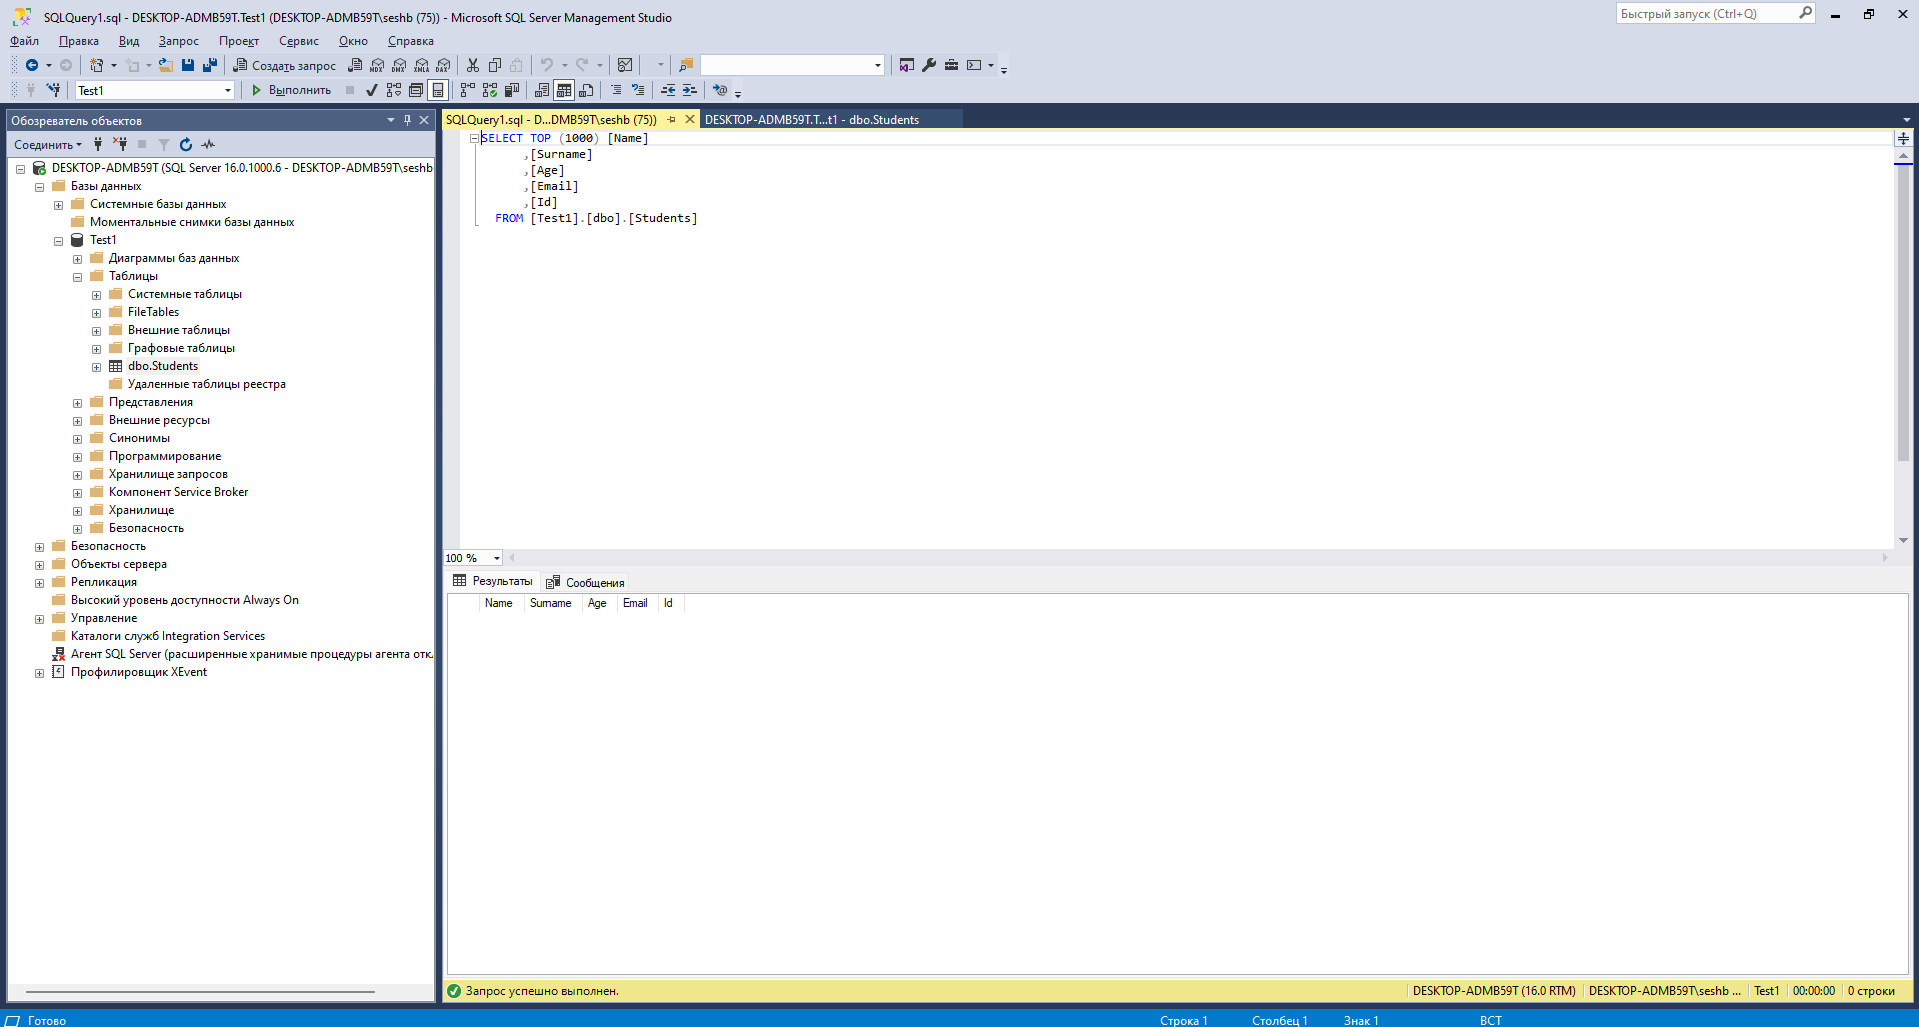 SQLQuery1.sql - DESKTOP-ADMB59T.Test1 (DESKTOP-ADMB59T\seshb (75)) - Microsoft SQL Server Management Studio
Быстрый запуск (Ctrl+Q)
Файл Правка Вид Запрос Проект Сервис Окно Справка
Создать запрос MDX DMX XMLA DAX
Test1 Выполнить
Обозреватель объектов
Соединить
DESKTOP-ADMB59T (SQL Server 16.0.1000.6 - DESKTOP-ADMB59T\seshb
Базы данных
Системные базы данных
Моментальные снимки базы данных
Test1
Диаграммы баз данных
Таблицы
Системные таблицы
FileTables
Внешние таблицы
Графовые таблицы
dbo.Students
Удаленные таблицы реестра
Представления
Внешние ресурсы
Синонимы
Программирование
Хранилище запросов
Компонент Service Broker
Хранилище
Безопасность
Безопасность
Объекты сервера
Репликация
Высокий уровень доступности Always On
Управление
Каталоги служб Integration Services
Агент SQL Server (расширенные хранимые процедуры агента откл
Профилировщик XEvent
SQLQuery1.sql - D...DMB59T\seshb (75)) DESKTOP-ADMB59T.T...t1 - dbo.Students
SELECT TOP (1000) [Name]
,[Surname]
,[Age]
,[Email]
,[Id]
FROM [Test1].[dbo].[Students]
100 %
Результаты Сообщения
Name Surname Age Email Id
Запрос успешно выполнен. DESKTOP-ADMB59T (16.0 RTM) DESKTOP-ADMB59T\seshb ... Test1 00:00:00 0 строки
Готово Строка 1 Столбец 1 Знак 1 ВСТ